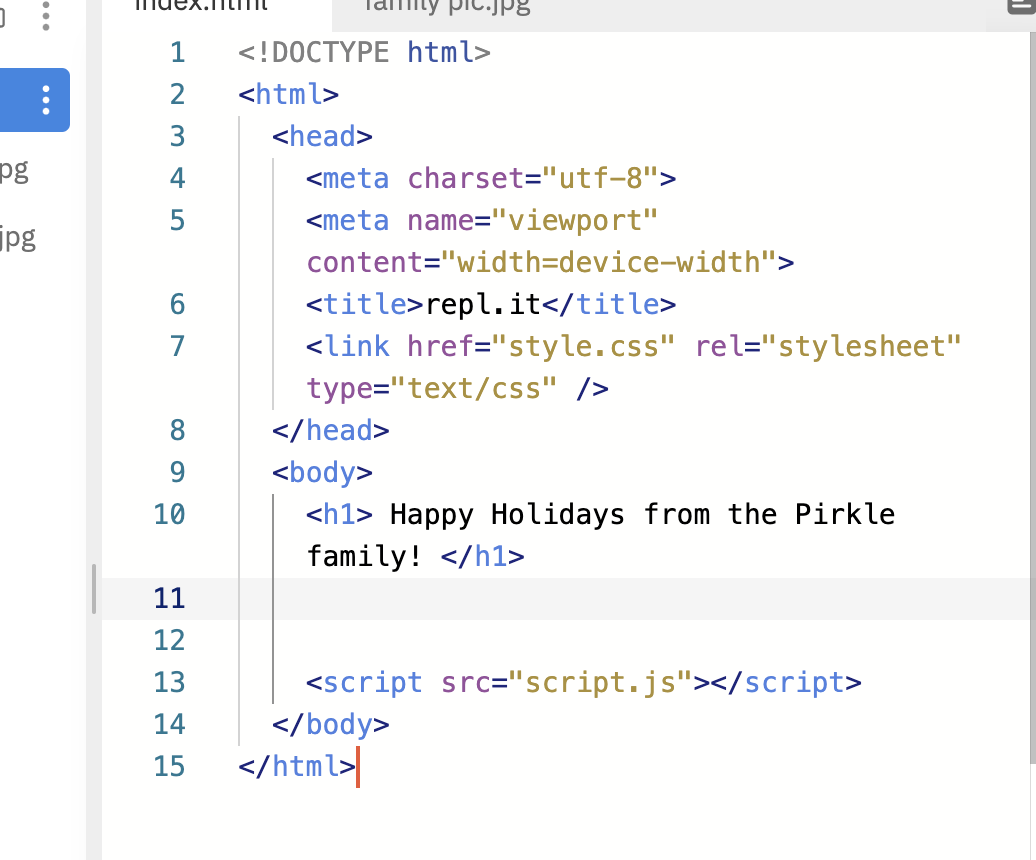 index.html
family pic.jpg
pg
jpg
1 <!DOCTYPE html>
2 <html>
3 <head>
4 <meta charset="utf-8">
5 <meta name="viewport"
content="width=device-width">
6 <title>repl.it</title>
7 <link href="style.css" rel="stylesheet"
type="text/css" />
8 </head>
9 <body>
10 <h1> Happy Holidays from the Pirkle
family! </h1>
11
12
13 <script src="script.js"></script>
14 </body>
15 </html>